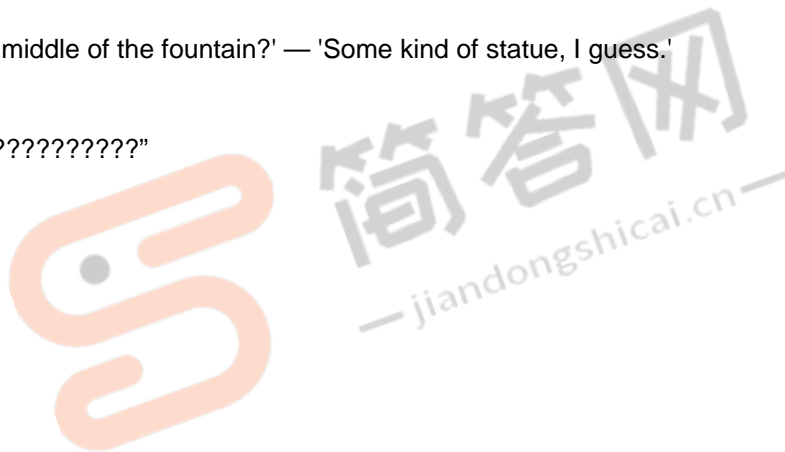 middle of the fountain?' — 'Some kind of statue, I guess.'
??????????”
简答网
— jiandongshicai.cn —